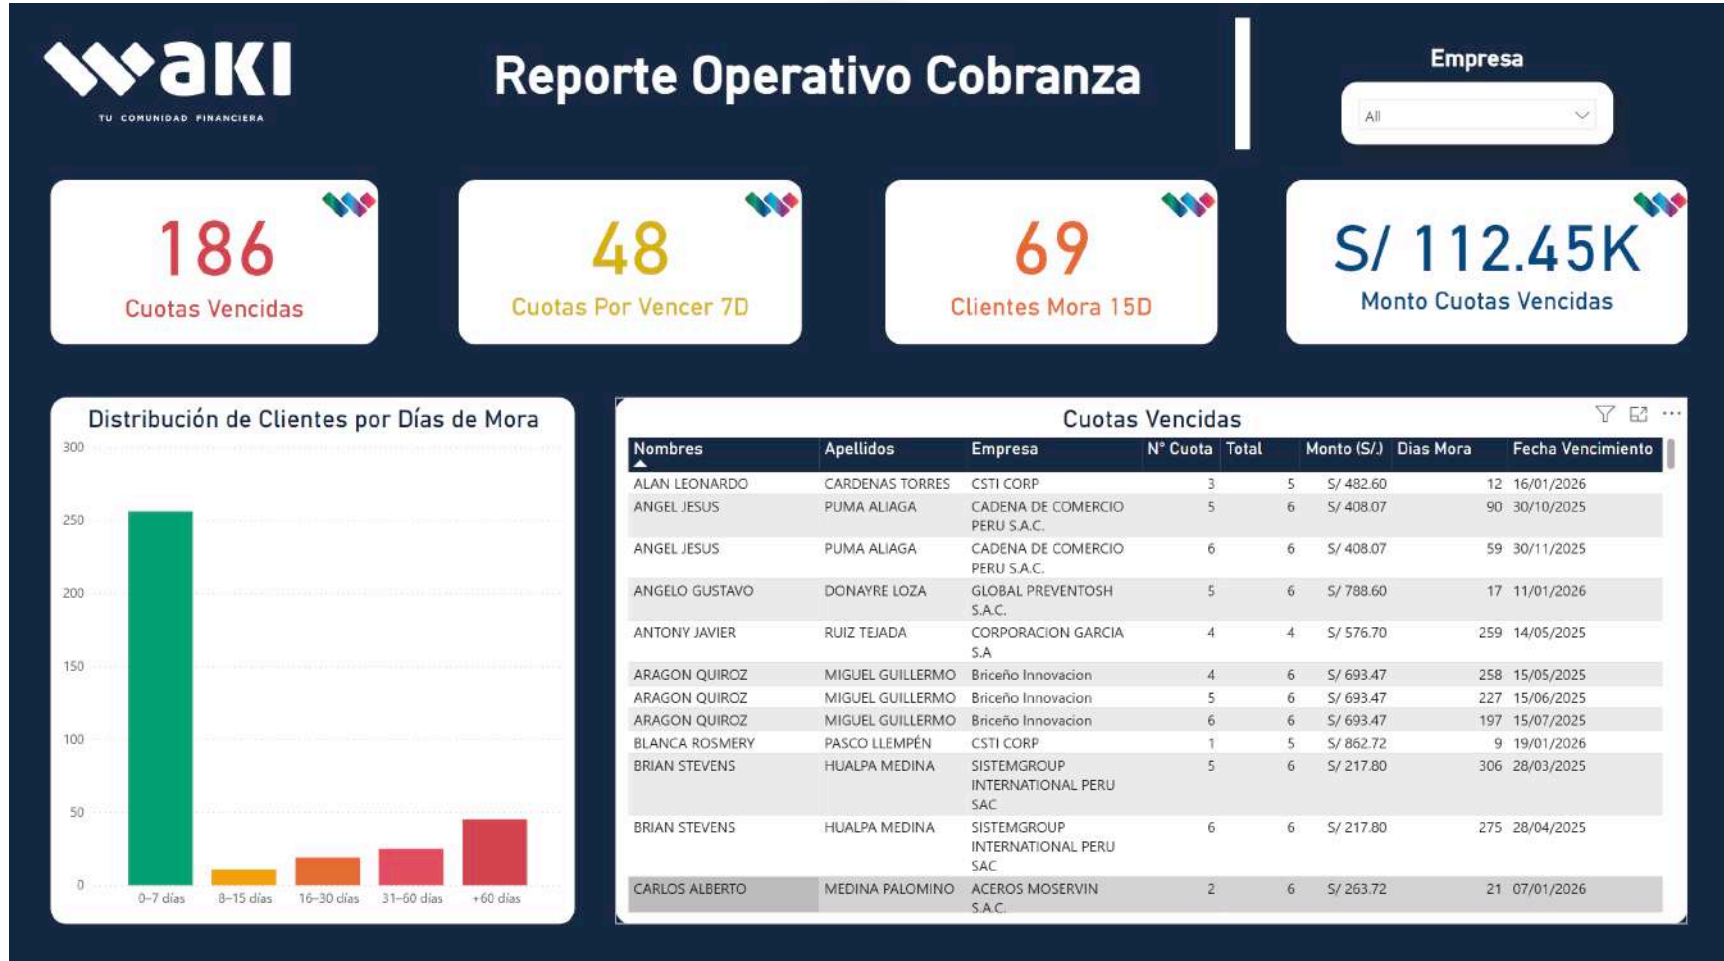 waki
TU COMUNIDAD FINANCIERA
Reporte Operativo Cobranza
Empresa
All
186
Cuotas Vencidas
48
Cuotas Por Vencer 7D
69
Clientes Mora 15D
S/ 112.45K
Monto Cuotas Vencidas
Distribución de Clientes por Días de Mora
300
250
200
150
100
50
0
0–7 días 8–15 días 16–30 días 31–60 días +60 días
Cuotas Vencidas
Nombres Apellidos Empresa N° Cuota Total Monto (S/.) Dias Mora Fecha Vencimiento
ALAN LEONARDO CARDENAS TORRES CSTI CORP 3 5 S/ 482.60 12 16/01/2026
ANGEL JESUS PUMA ALIAGA CADENA DE COMERCIO 5 6 S/ 408.07 90 30/10/2025
PERU S.A.C.
ANGEL JESUS PUMA ALIAGA CADENA DE COMERCIO 6 6 S/ 408.07 59 30/11/2025
PERU S.A.C.
ANGELO GUSTAVO DONAYRE LOZA GLOBAL PREVENTOSH 5 6 S/ 788.60 17 11/01/2026
S.A.C.
ANTONY JAVIER RUIZ TEJADA CORPORACION GARCIA 4 4 S/ 576.70 259 14/05/2025
S.A
ARAGON QUIROZ MIGUEL GUILLERMO Briceño Innovacion 4 6 S/ 693.47 258 15/05/2025
ARAGON QUIROZ MIGUEL GUILLERMO Briceño Innovacion 5 6 S/ 693.47 227 15/06/2025
ARAGON QUIROZ MIGUEL GUILLERMO Briceño Innovacion 6 6 S/ 693.47 197 15/07/2025
BLANCA ROSMERY PASCO LLEMPÉN CSTI CORP 1 5 S/ 862.72 9 19/01/2026
BRIAN STEVENS HUALPA MEDINA SISTEMGROUP 5 6 S/ 217.80 306 28/03/2025
INTERNATIONAL PERU
SAC
BRIAN STEVENS HUALPA MEDINA SISTEMGROUP 6 6 S/ 217.80 275 28/04/2025
INTERNATIONAL PERU
SAC
CARLOS ALBERTO MEDINA PALOMINO ACEROS MOSERVIN 2 6 S/ 263.72 21 07/01/2026
S.A.C.